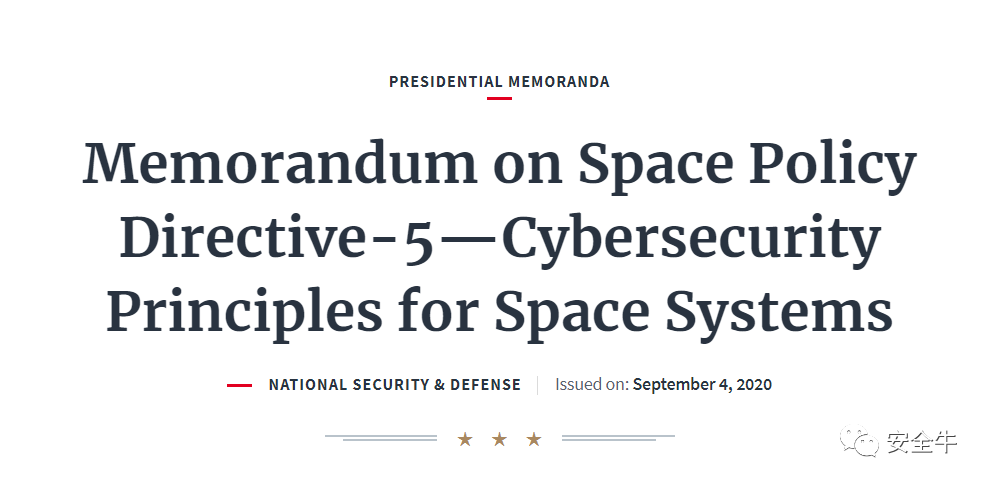 PRESIDENTIAL MEMORANDA
Memorandum on Space Policy
Directive-5—Cybersecurity
Principles for Space Systems
NATIONAL SECURITY & DEFENSE Issued on: September 4, 2020
安全牛